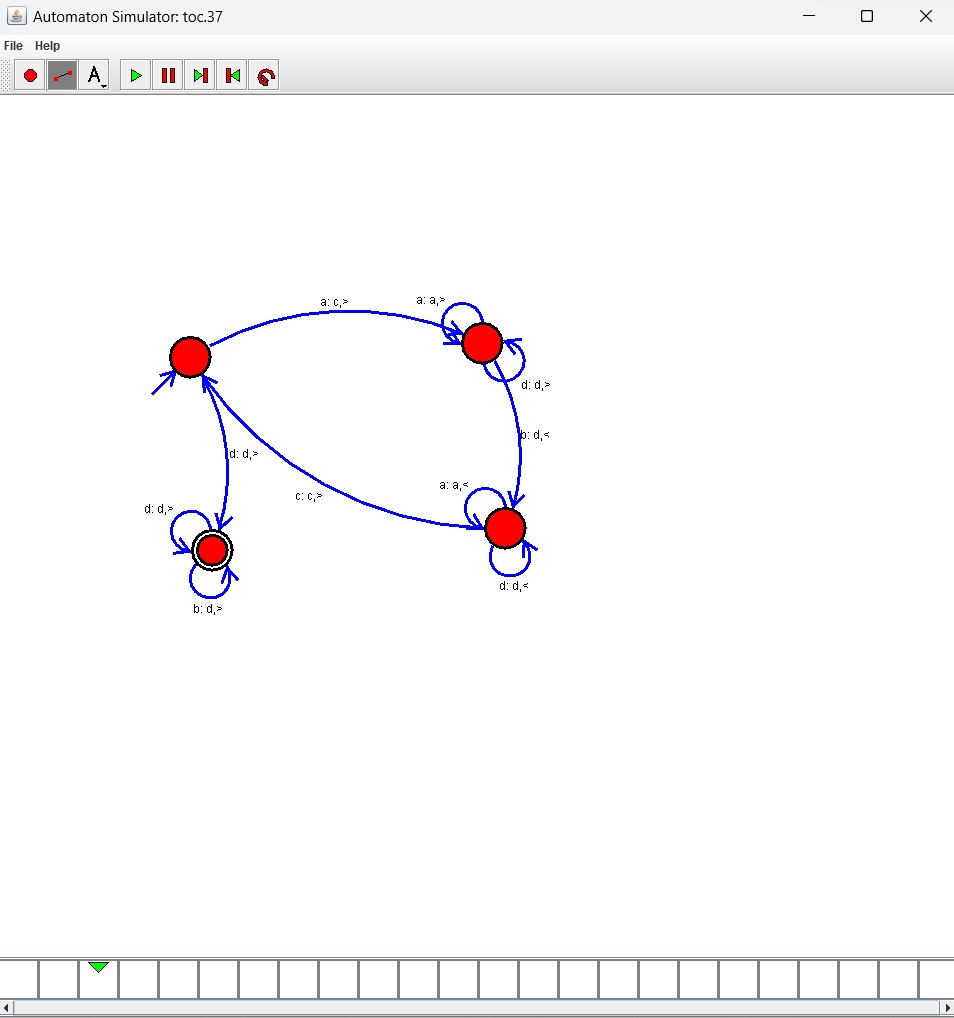 Automaton Simulator: toc.37
File Help
A
a: c,>
a: a,>
d: d,>
b: d,<
d: d,>
a: a,<
c: c,>
d: d,>
d: d,<
b: d,>